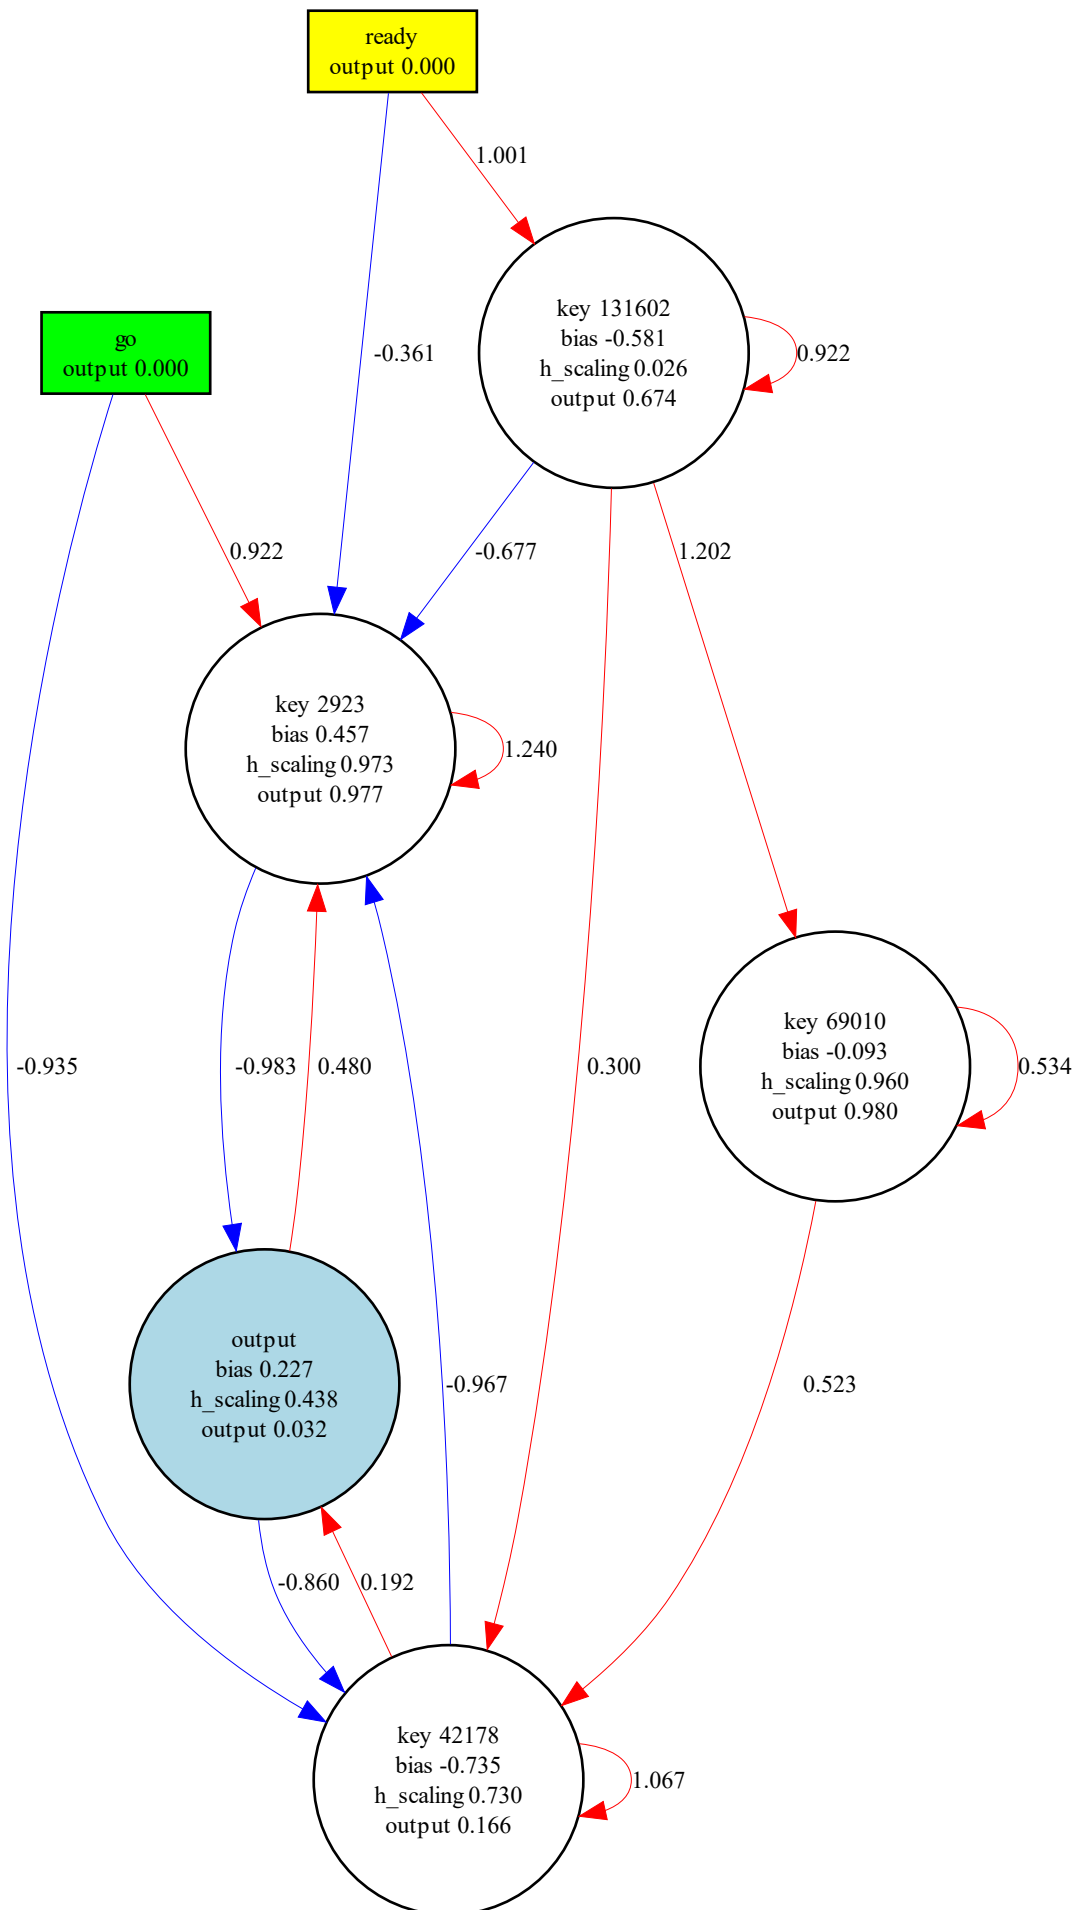 ready
output 0.000
1.001
go
output 0.000
key 131602
bias -0.581
h_scaling 0.026
output 0.674
-0.361
0.922
0.922
-0.677
1.202
key 2923
bias 0.457
h_scaling 0.973
output 0.977
1.240
key 69010
bias -0.093
h_scaling 0.960
output 0.980
-0.935
-0.983
0.480
0.300
0.534
output
bias 0.227
h_scaling 0.438
output 0.032
-0.967
0.523
-0.860
0.192
key 42178
bias -0.735
h_scaling 0.730
output 0.166
1.067